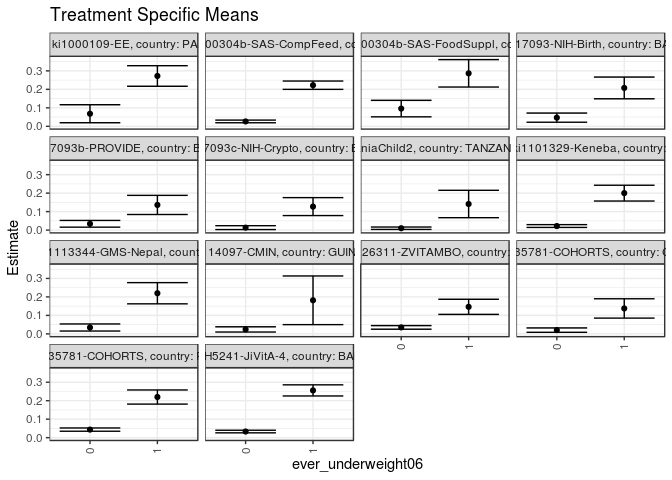 Treatment Specific Means
ki1000109-EE, country: PA
00304b-SAS-CompFeed, co
00304b-SAS-FoodSuppl, co
17093-NIH-Birth, country: BA
0.3
0.2
0.1
0.0
7093b-PROVIDE, country: B
7093c-NIH-Crypto, country: B
niaChild2, country: TANZAN
ki1101329-Keneba, country:
0.3
0.2
0.1
0.0
1113344-GMS-Nepal, count
14097-CMIN, country: GUIN
26311-ZVITAMBO, country:
35781-COHORTS, country: G
0.3
0.2
0.1
0.0
0 1 0 1
35781-COHORTS, country:
H5241-JiVitA-4, country: BA
0.3
0.2
0.1
0.0
0 1 0 1
Estimate
ever_underweight06